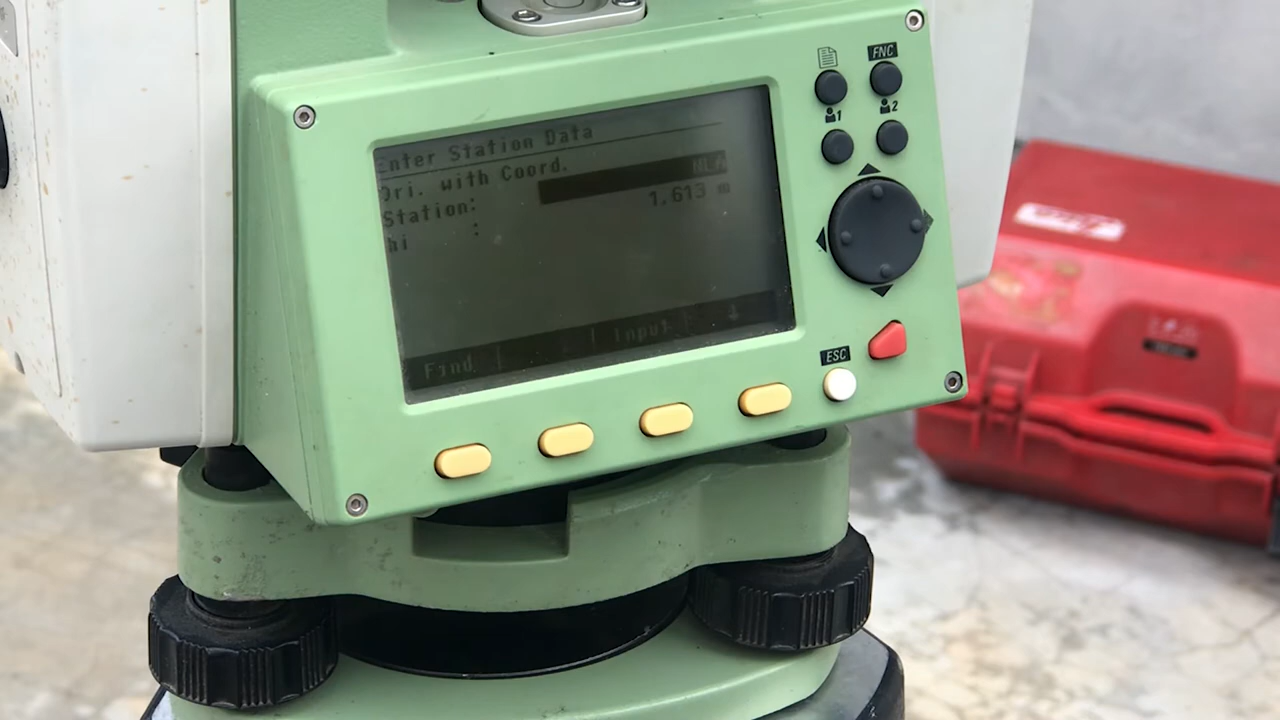 FNC
1
2
Enter Station Data
Ori. with Coord.
Station:
hi : 1.613 m
Find Input ↓
ESC